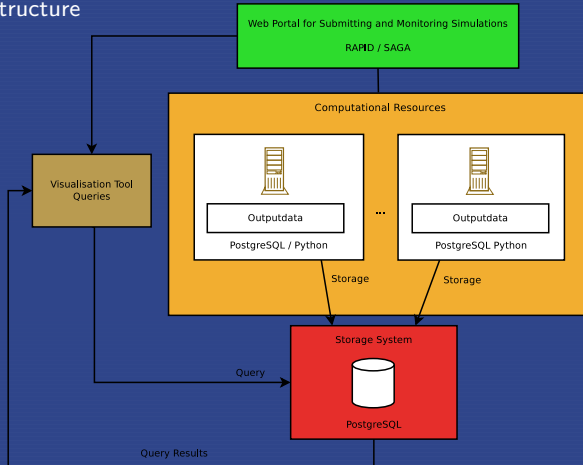 tructure
Web Portal for Submitting and Monitoring Simulations
RAPID / SAGA
Computational Resources
Visualisation Tool
Queries
Outputdata
PostgreSQL / Python
...
Outputdata
PostgreSQL Python
Storage
Storage
Storage System
PostgreSQL
Query
Query Results